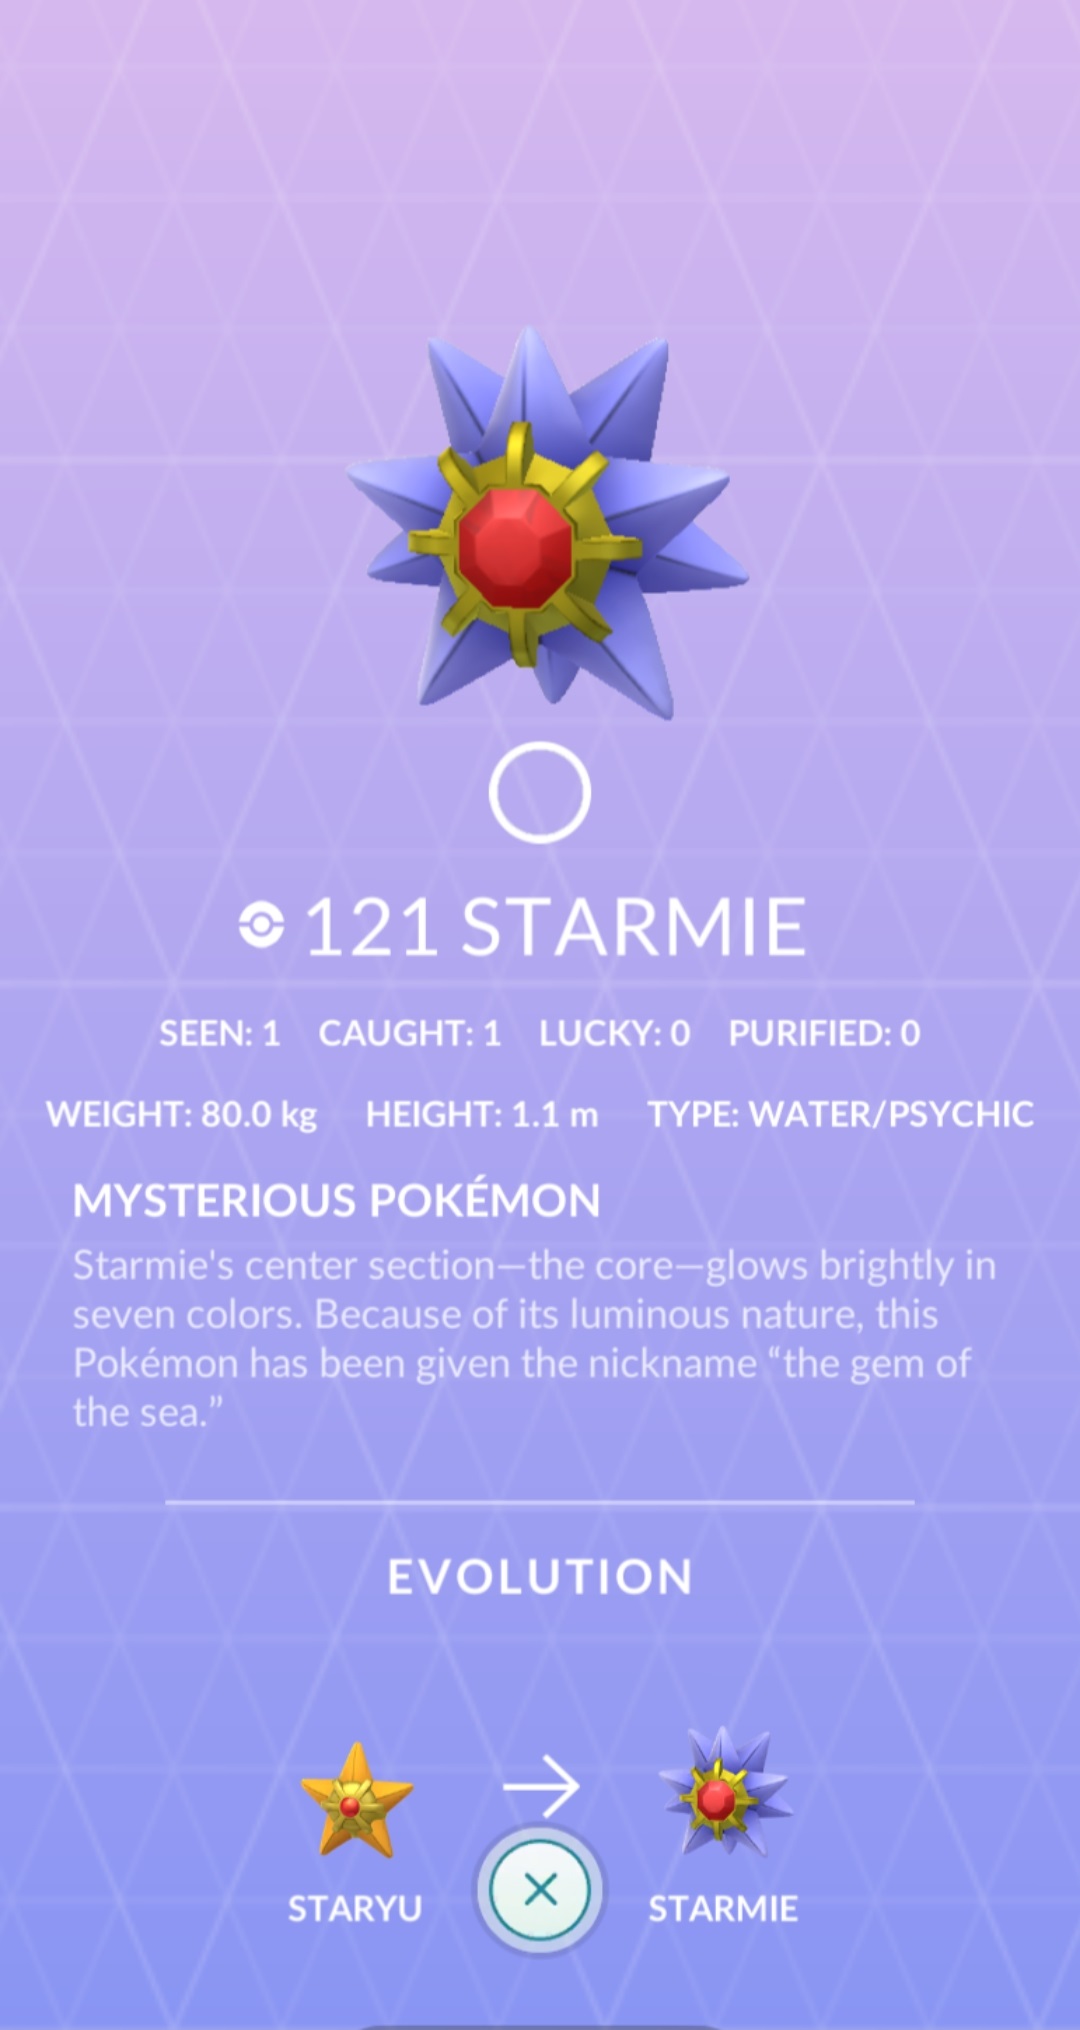 121 STARMIE
SEEN: 1 CAUGHT: 1 LUCKY: 0 PURIFIED: 0
WEIGHT: 80.0 kg HEIGHT: 1.1 m TYPE: WATER/PSYCHIC
MYSTERIOUS POKÉMON
Starmie's center section—the core—glows brightly in
seven colors. Because of its luminous nature, this
Pokémon has been given the nickname “the gem of
the sea.”
EVOLUTION
STARYU STARMIE